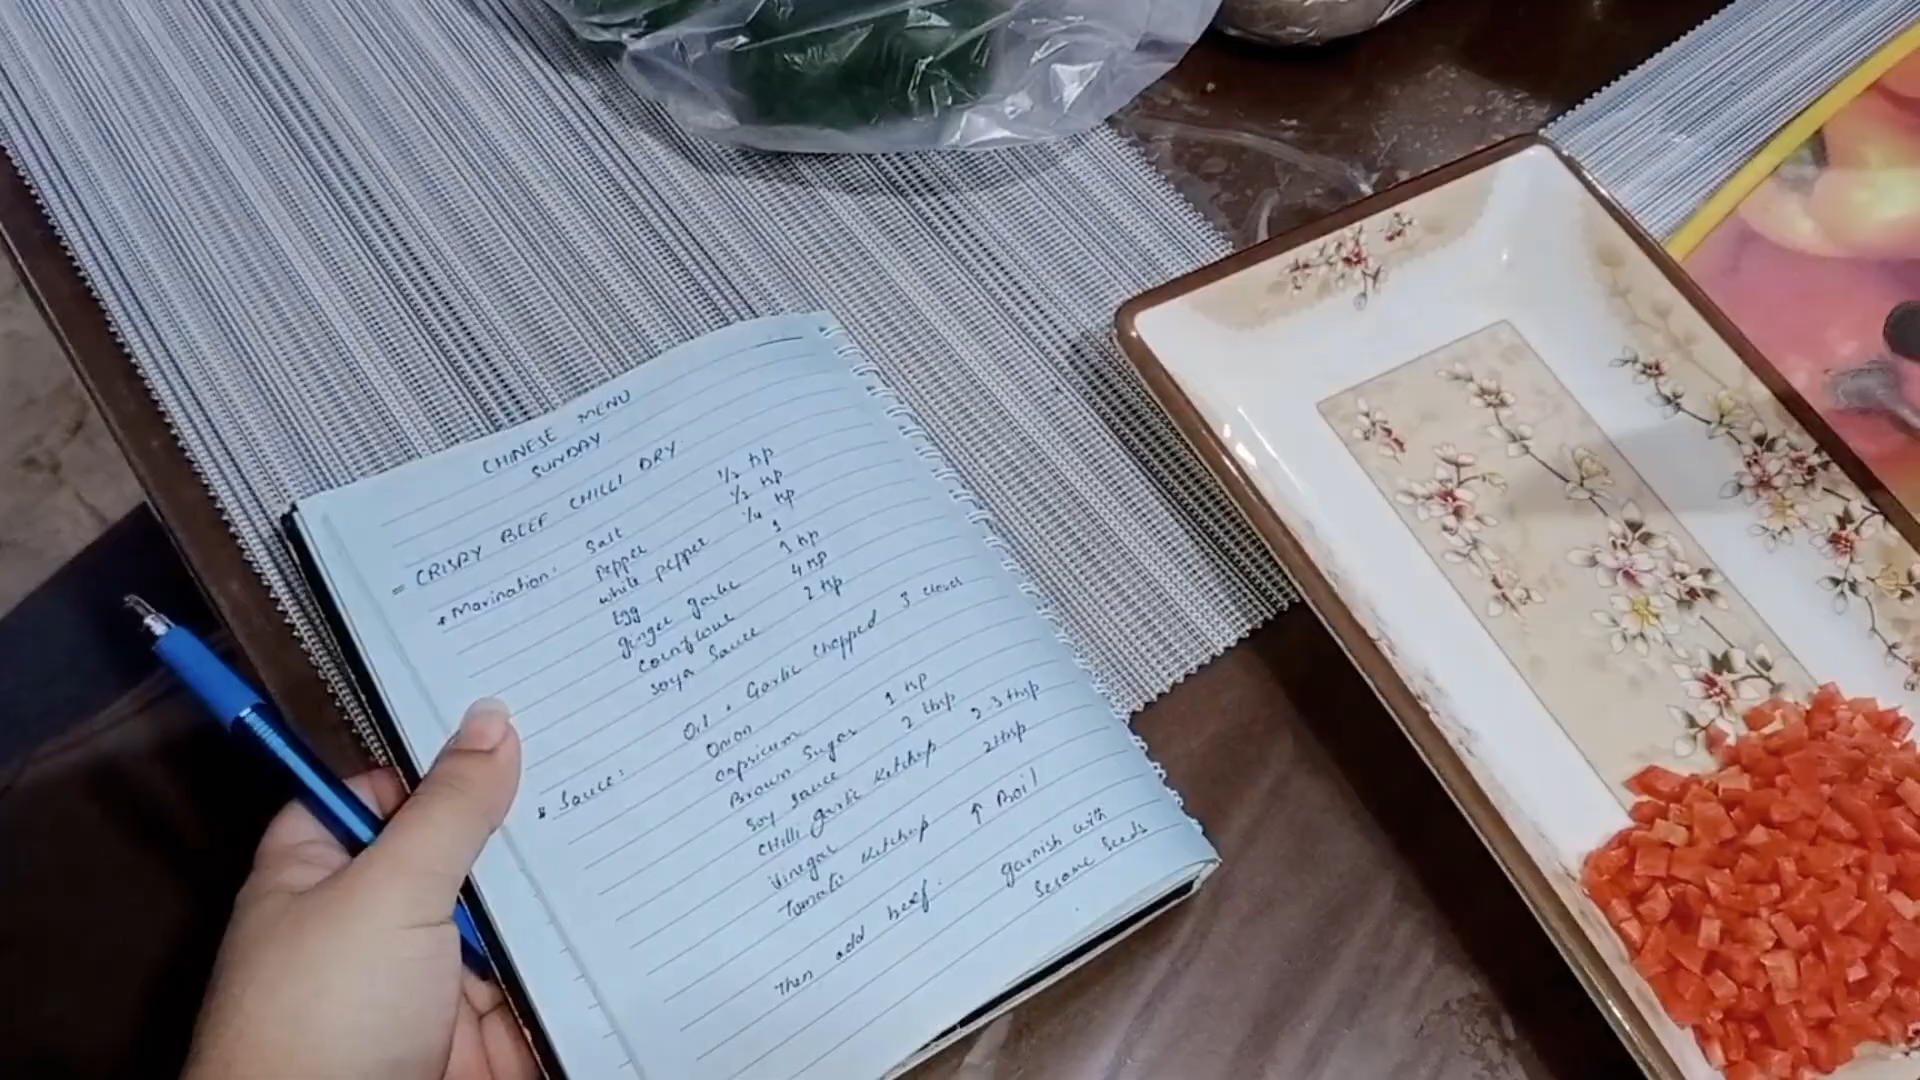 CHINESE MENU
SUNDAY
= CRISPY BEEF CHILLI DRY
* Marination: Salt 1/2 tsp
Pepper 1/2 tsp
white pepper 1/4 tsp
Egg 1
ginger garlic 1 tsp
cornflour 4 tsp
soya sauce 2 tsp
* Sauce: Oil + Garlic chopped 3 cloves
Onion
capsicum
Brown Sugar 1 tsp
Soy sauce 2 tbsp
Chilli garlic ketchup 2-3 tbsp
Vinegar 2 tbsp
Tomato ketchup ↑ Boil
Then add beef. garnish with
Sesame Seeds